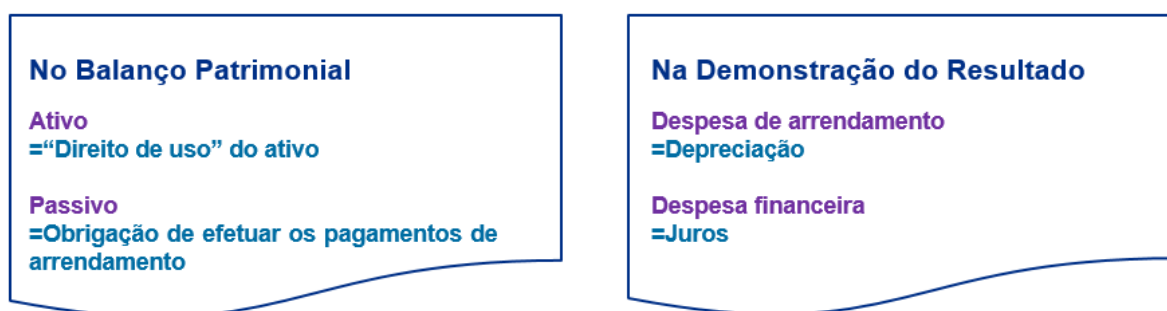 No Balanço Patrimonial
Ativo
=“Direito de uso” do ativo
Passivo
=Obrigação de efetuar os pagamentos de
arrendamento
Na Demonstração do Resultado
Despesa de arrendamento
=Depreciação
Despesa financeira
=Juros